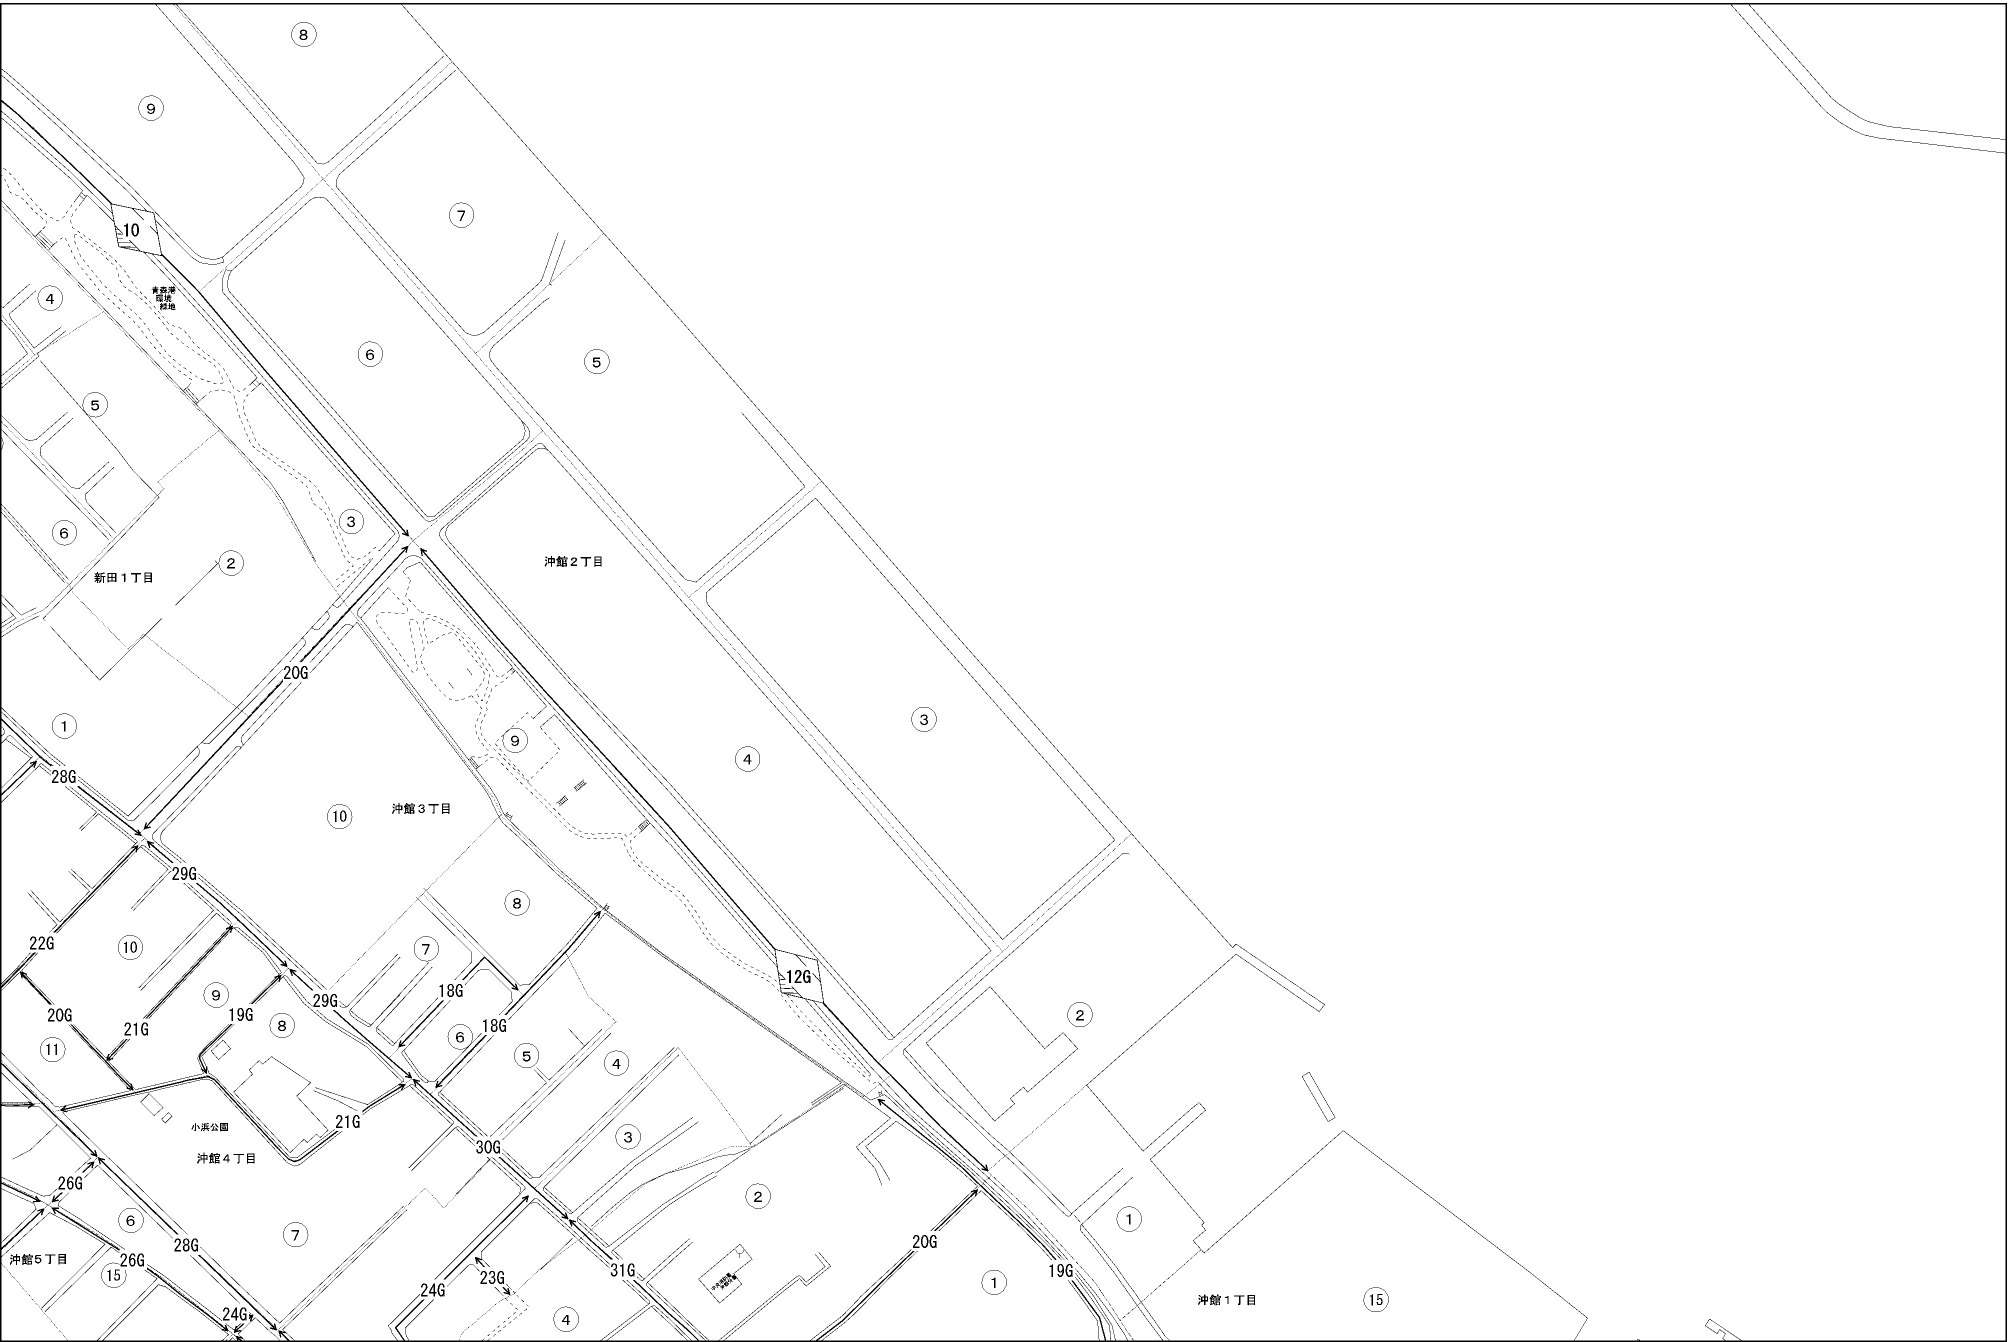 ⑧
⑨
⑦
10
青森港
環境
緑地
④
⑥
⑤
⑤
③
⑥
②
沖館２丁目
新田１丁目
20G
①
③
⑨
④
28G
⑩
沖館３丁目
29G
⑧
22G
⑩
⑦
12G
18G
⑨
29G
20G
19G
②
21G
⑧
18G
⑥
⑪
⑤
④
小浜公園
21G
③
30G
沖館４丁目
26G
②
⑥
①
⑦
28G
20G
沖館５丁目
26G
⑮
31G
19G
23G
24G
①
沖館１丁目
⑮
24G
④